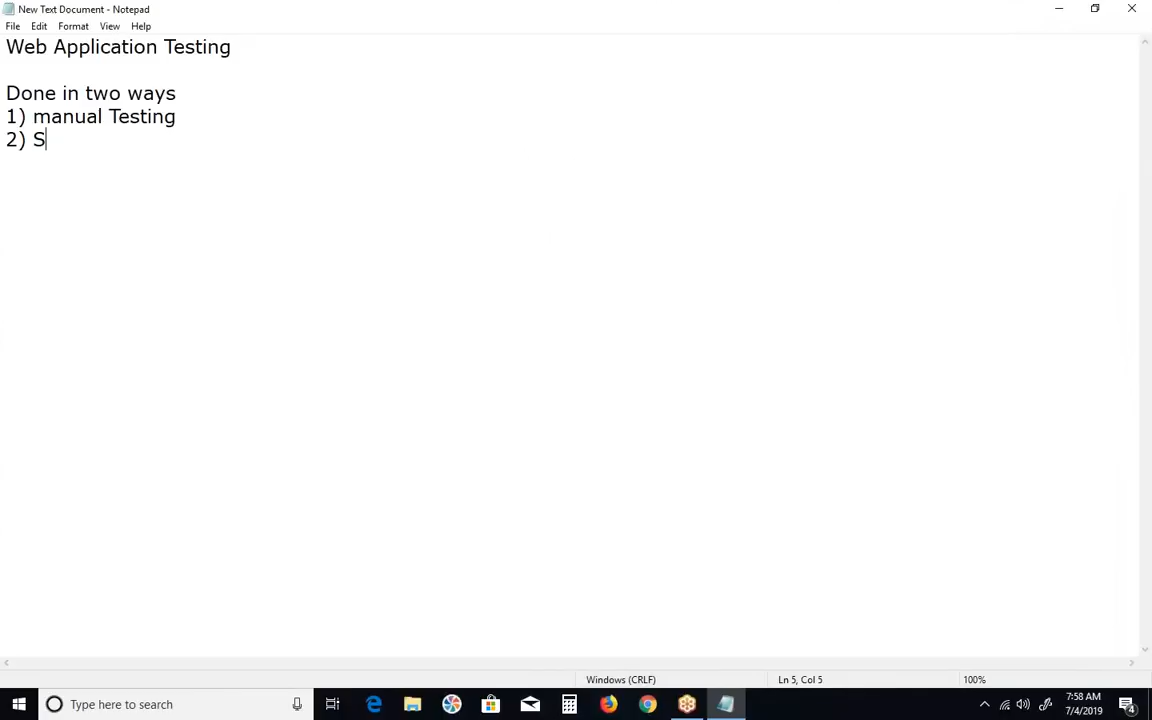 New Text Document - Notepad
File Edit Format View Help
Web Application Testing
Done in two ways
1) manual Testing
2) S
Windows (CRLF) Ln 5, Col 5 100%
Type here to search
7:58 AM
7/4/2019
4